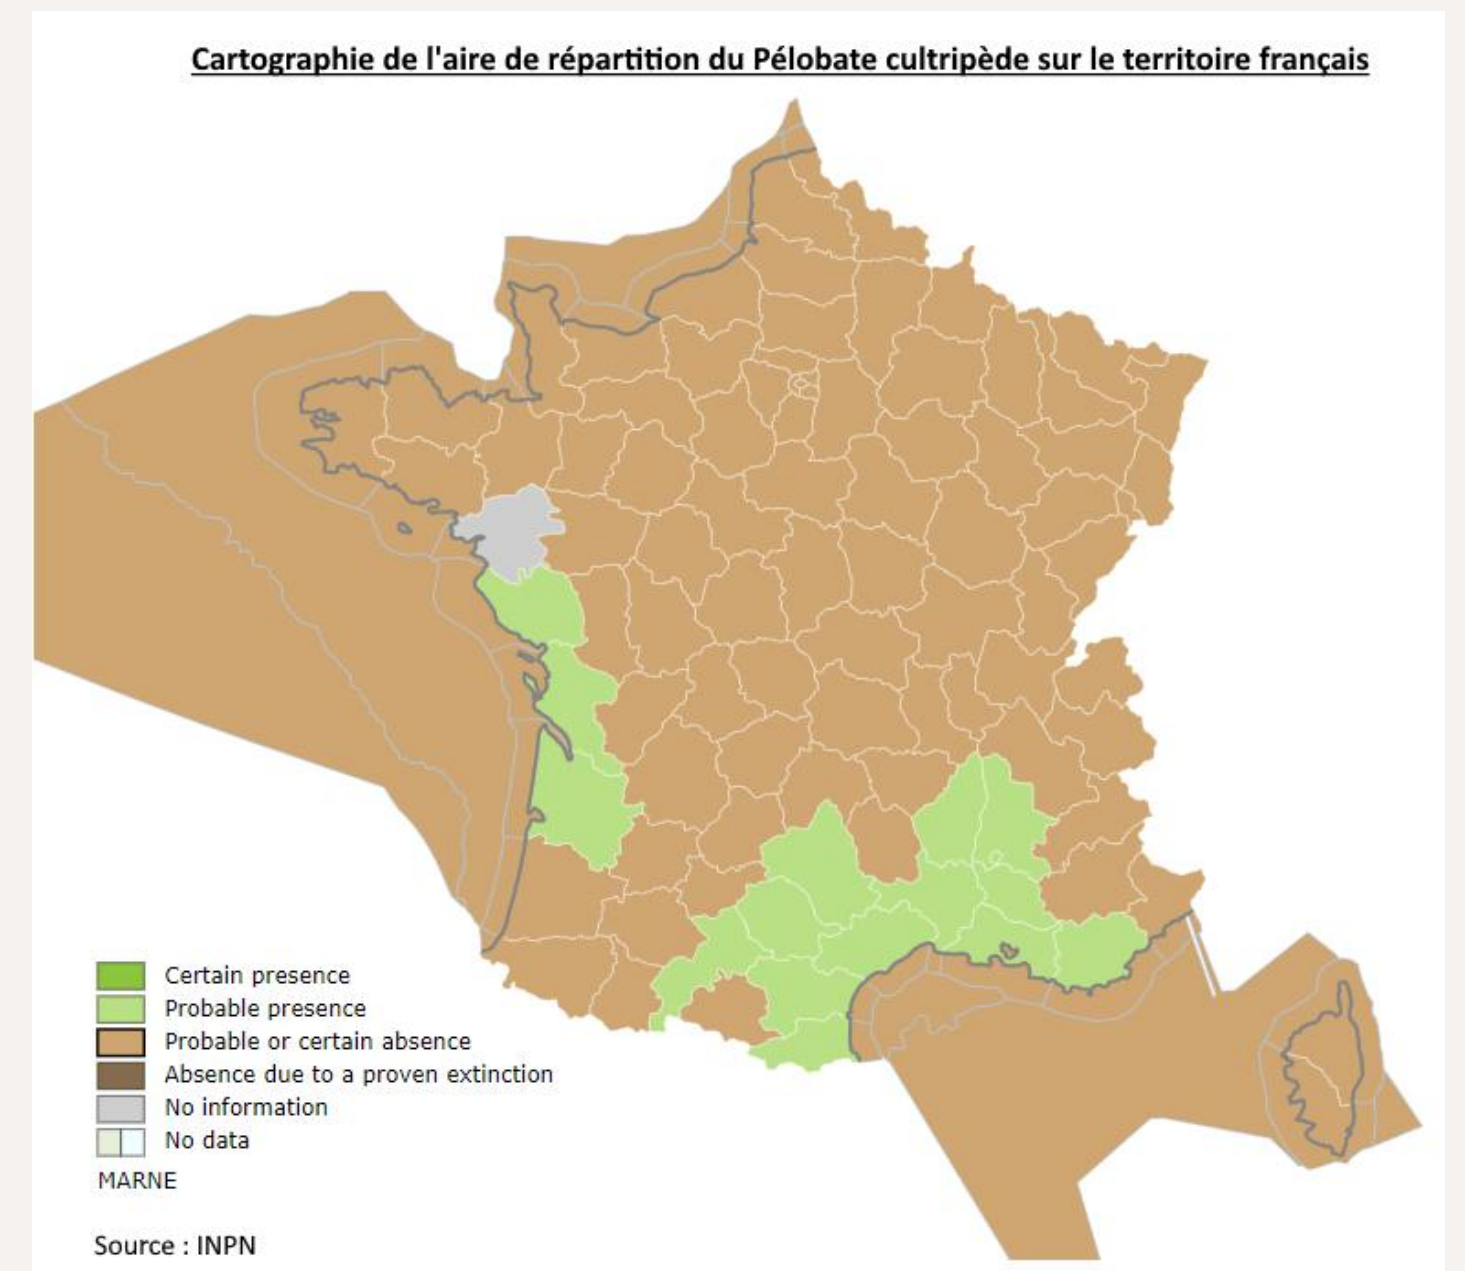 Cartographie de l'aire de répartition du Pélobate cultripède sur le territoire français
Certain presence
Probable presence
Probable or certain absence
Absence due to a proven extinction
No information
No data
MARNE
Source : INPN